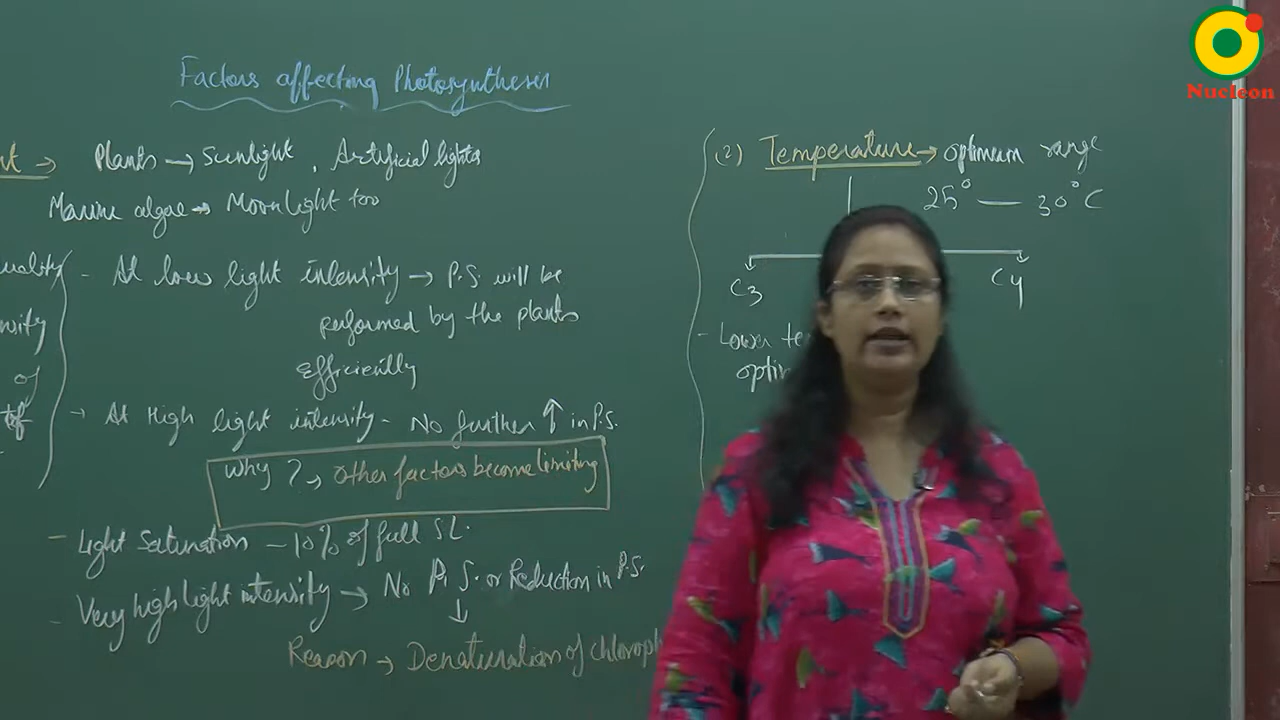 Factors affecting Photosynthesis
Plants → Sunlight, Artificial lights
Marine algae → Moonlight too
- At low light intensity → P.S. will be
performed by the plants
efficiently
of
→ At High light intensity - No further ↑ in P.S.
Why? → Other factors become limiting
- Light Saturation - 10% of full SL.
- Very high light intensity → No P.S. or Reduction in P.S.
↓
Reason → Denaturation of chloroph
(2) Temperature → optimum range
25° — 30°C
C3 C4
- Lower te
optim
Nucleon